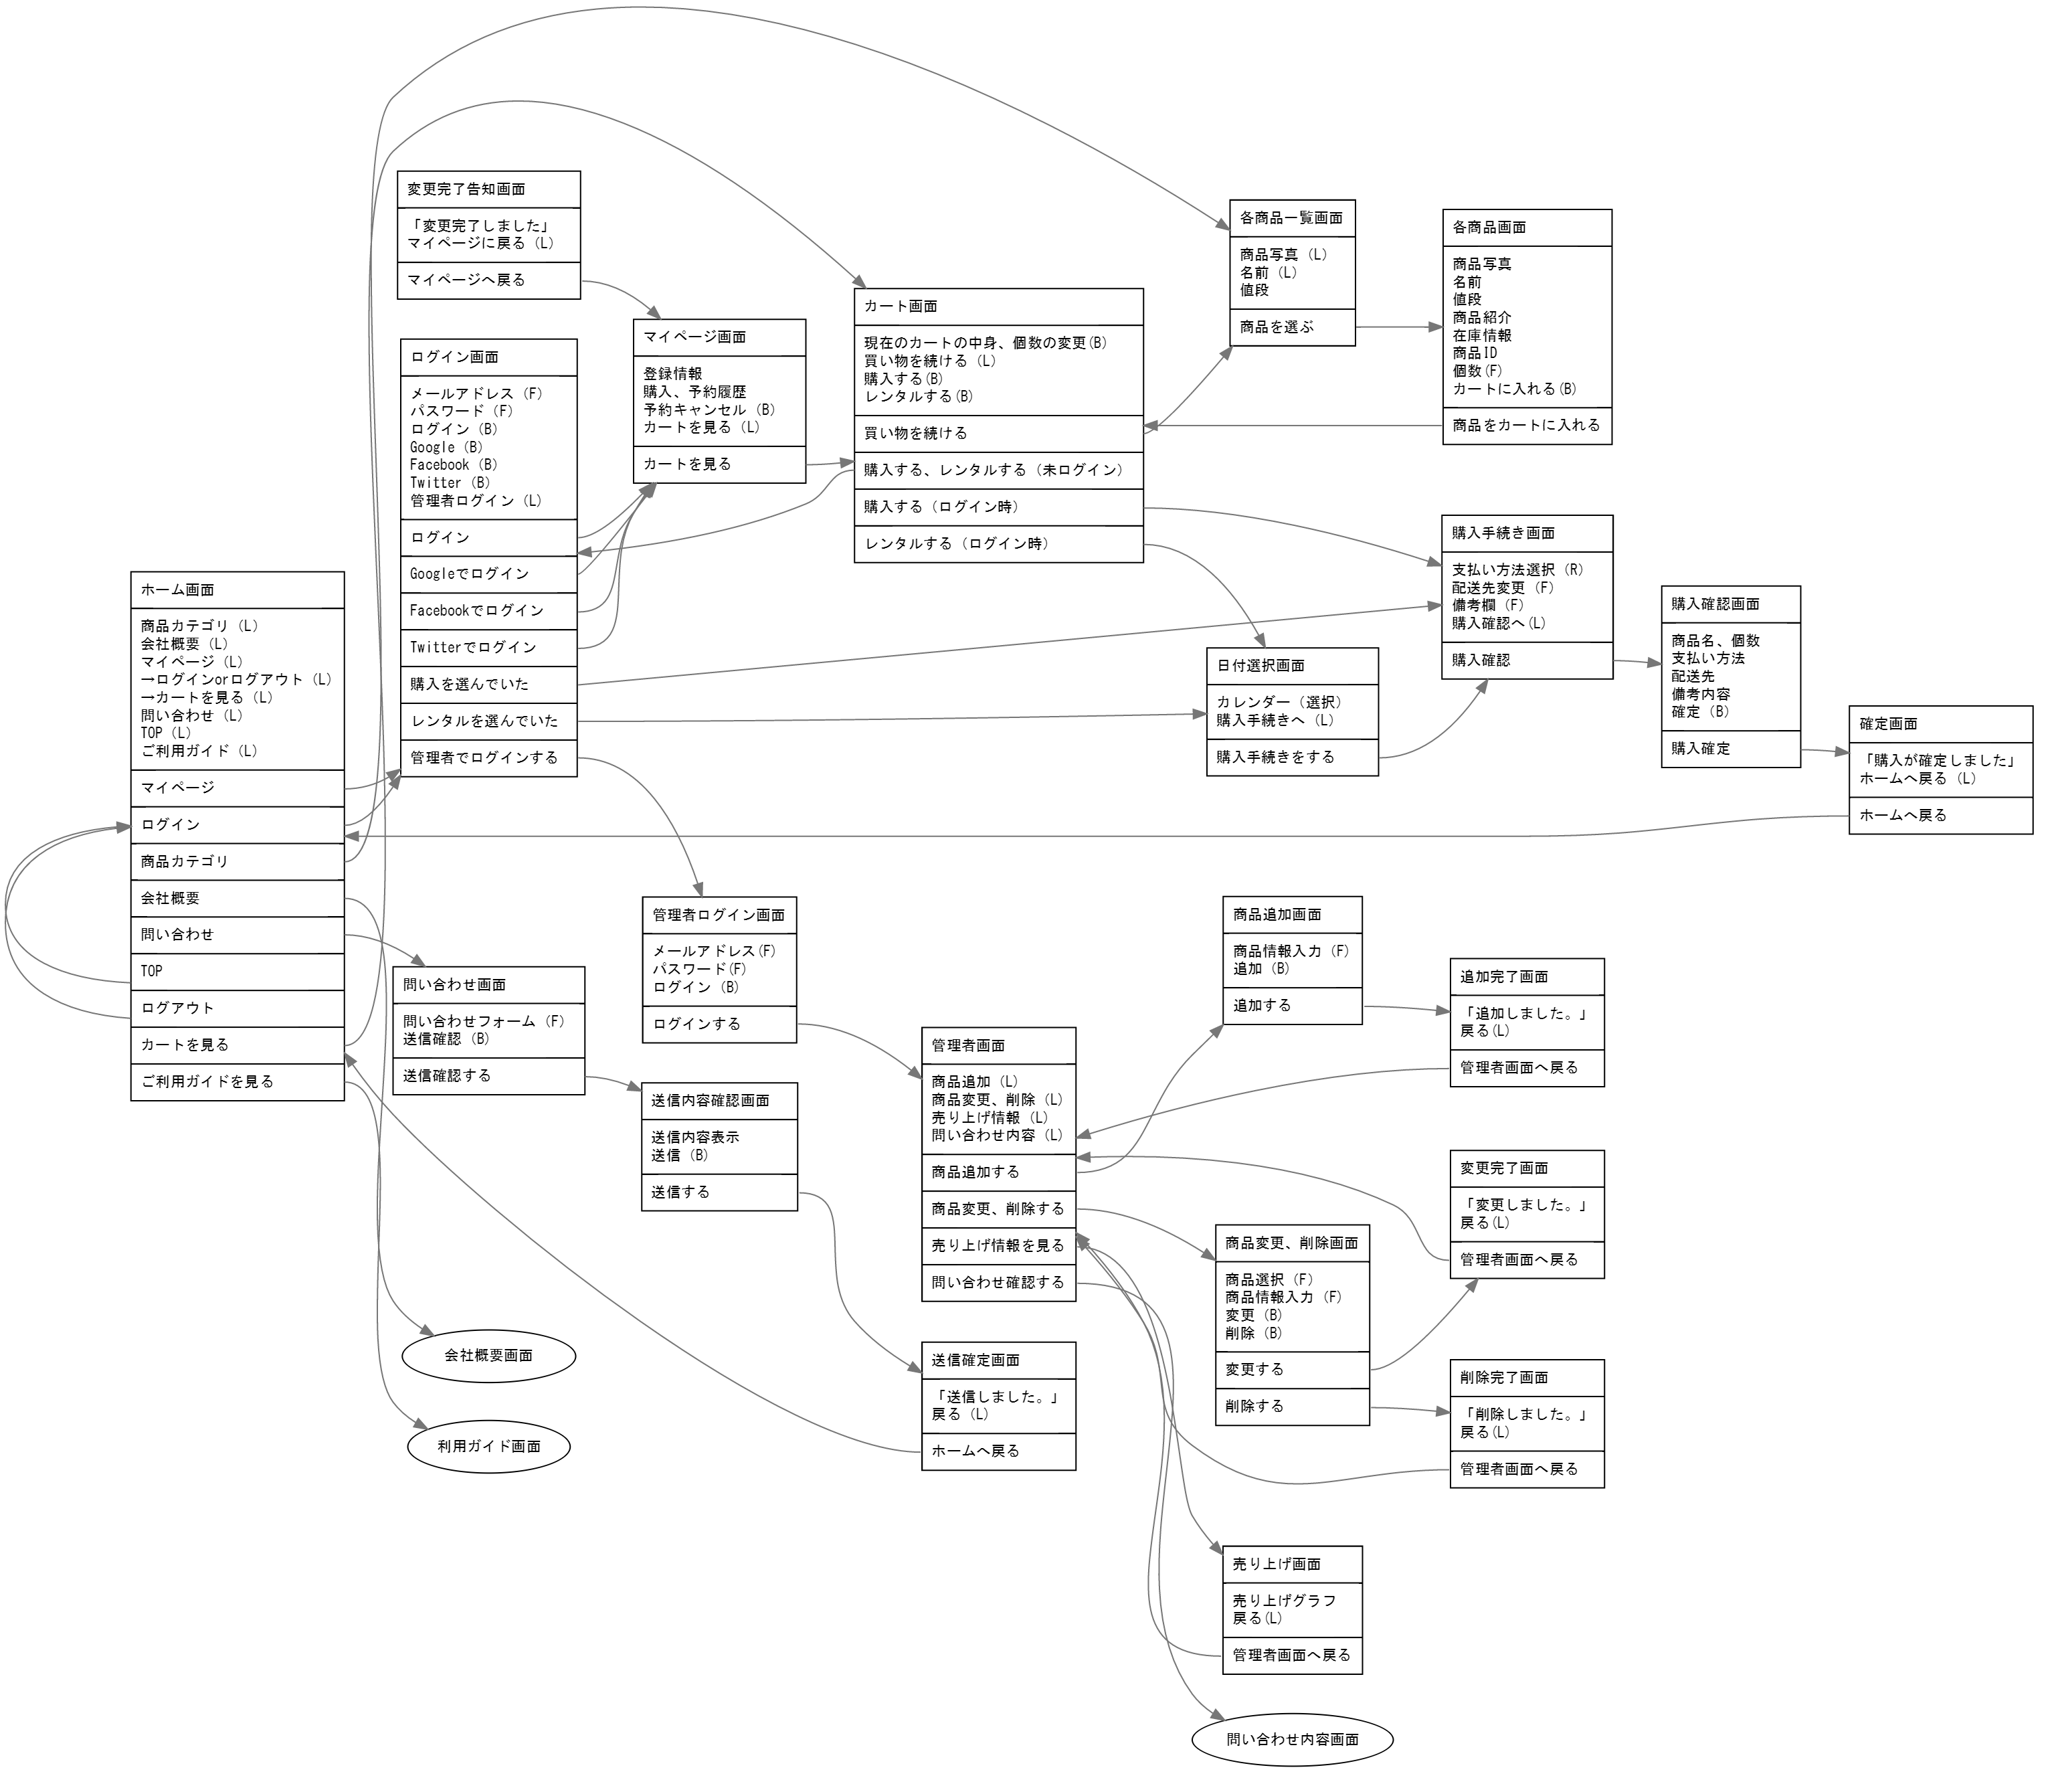 変更完了告知画面
「変更完了しました」
マイページに戻る (L)
マイページへ戻る
ログイン画面
メールアドレス (F)
パスワード (F)
ログイン (B)
Google (B)
Facebook (B)
Twitter (B)
管理者ログイン (L)
ログイン
Googleでログイン
Facebookでログイン
Twitterでログイン
購入を選んでいた
レンタルを選んでいた
管理者でログインする
マイページ画面
登録情報
購入、予約履歴
予約キャンセル (B)
カートを見る (L)
カートを見る
カート画面
現在のカートの中身、個数の変更(B)
買い物を続ける (L)
購入する(B)
レンタルする(B)
買い物を続ける
購入する、レンタルする (未ログイン)
購入する (ログイン時)
レンタルする (ログイン時)
各商品一覧画面
商品写真 (L)
名前 (L)
値段
商品を選ぶ
各商品画面
商品写真
名前
値段
商品紹介
在庫情報
商品ID
個数(F)
カートに入れる(B)
商品をカートに入れる
ホーム画面
商品カテゴリ (L)
会社概要 (L)
マイページ (L)
→ログインorログアウト (L)
→カートを見る (L)
問い合わせ (L)
TOP (L)
ご利用ガイド (L)
マイページ
ログイン
商品カテゴリ
会社概要
問い合わせ
TOP
ログアウト
カートを見る
ご利用ガイドを見る
購入手続き画面
支払い方法選択 (R)
配送先変更 (F)
備考欄 (F)
購入確認へ(L)
購入確認
日付選択画面
カレンダー (選択)
購入手続きへ (L)
購入手続きをする
購入確認画面
商品名、個数
支払い方法
配送先
備考内容
確定 (B)
購入確定
確定画面
「購入が確定しました」
ホームへ戻る (L)
ホームへ戻る
管理者ログイン画面
メールアドレス(F)
パスワード(F)
ログイン (B)
ログインする
問い合わせ画面
問い合わせフォーム (F)
送信確認 (B)
送信確認する
送信内容確認画面
送信内容表示
送信 (B)
送信する
管理者画面
商品追加 (L)
商品変更、削除 (L)
売り上げ情報 (L)
問い合わせ内容 (L)
商品追加する
商品変更、削除する
売り上げ情報を見る
問い合わせ確認する
商品追加画面
商品情報入力 (F)
追加 (B)
追加する
追加完了画面
「追加しました。」
戻る(L)
管理者画面へ戻る
変更完了画面
「変更しました。」
戻る(L)
管理者画面へ戻る
商品変更、削除画面
商品選択 (F)
商品情報入力 (F)
変更 (B)
削除 (B)
変更する
削除する
削除完了画面
「削除しました。」
戻る(L)
管理者画面へ戻る
会社概要画面
利用ガイド画面
送信確定画面
「送信しました。」
戻る (L)
ホームへ戻る
売り上げ画面
売り上げグラフ
戻る(L)
管理者画面へ戻る
問い合わせ内容画面